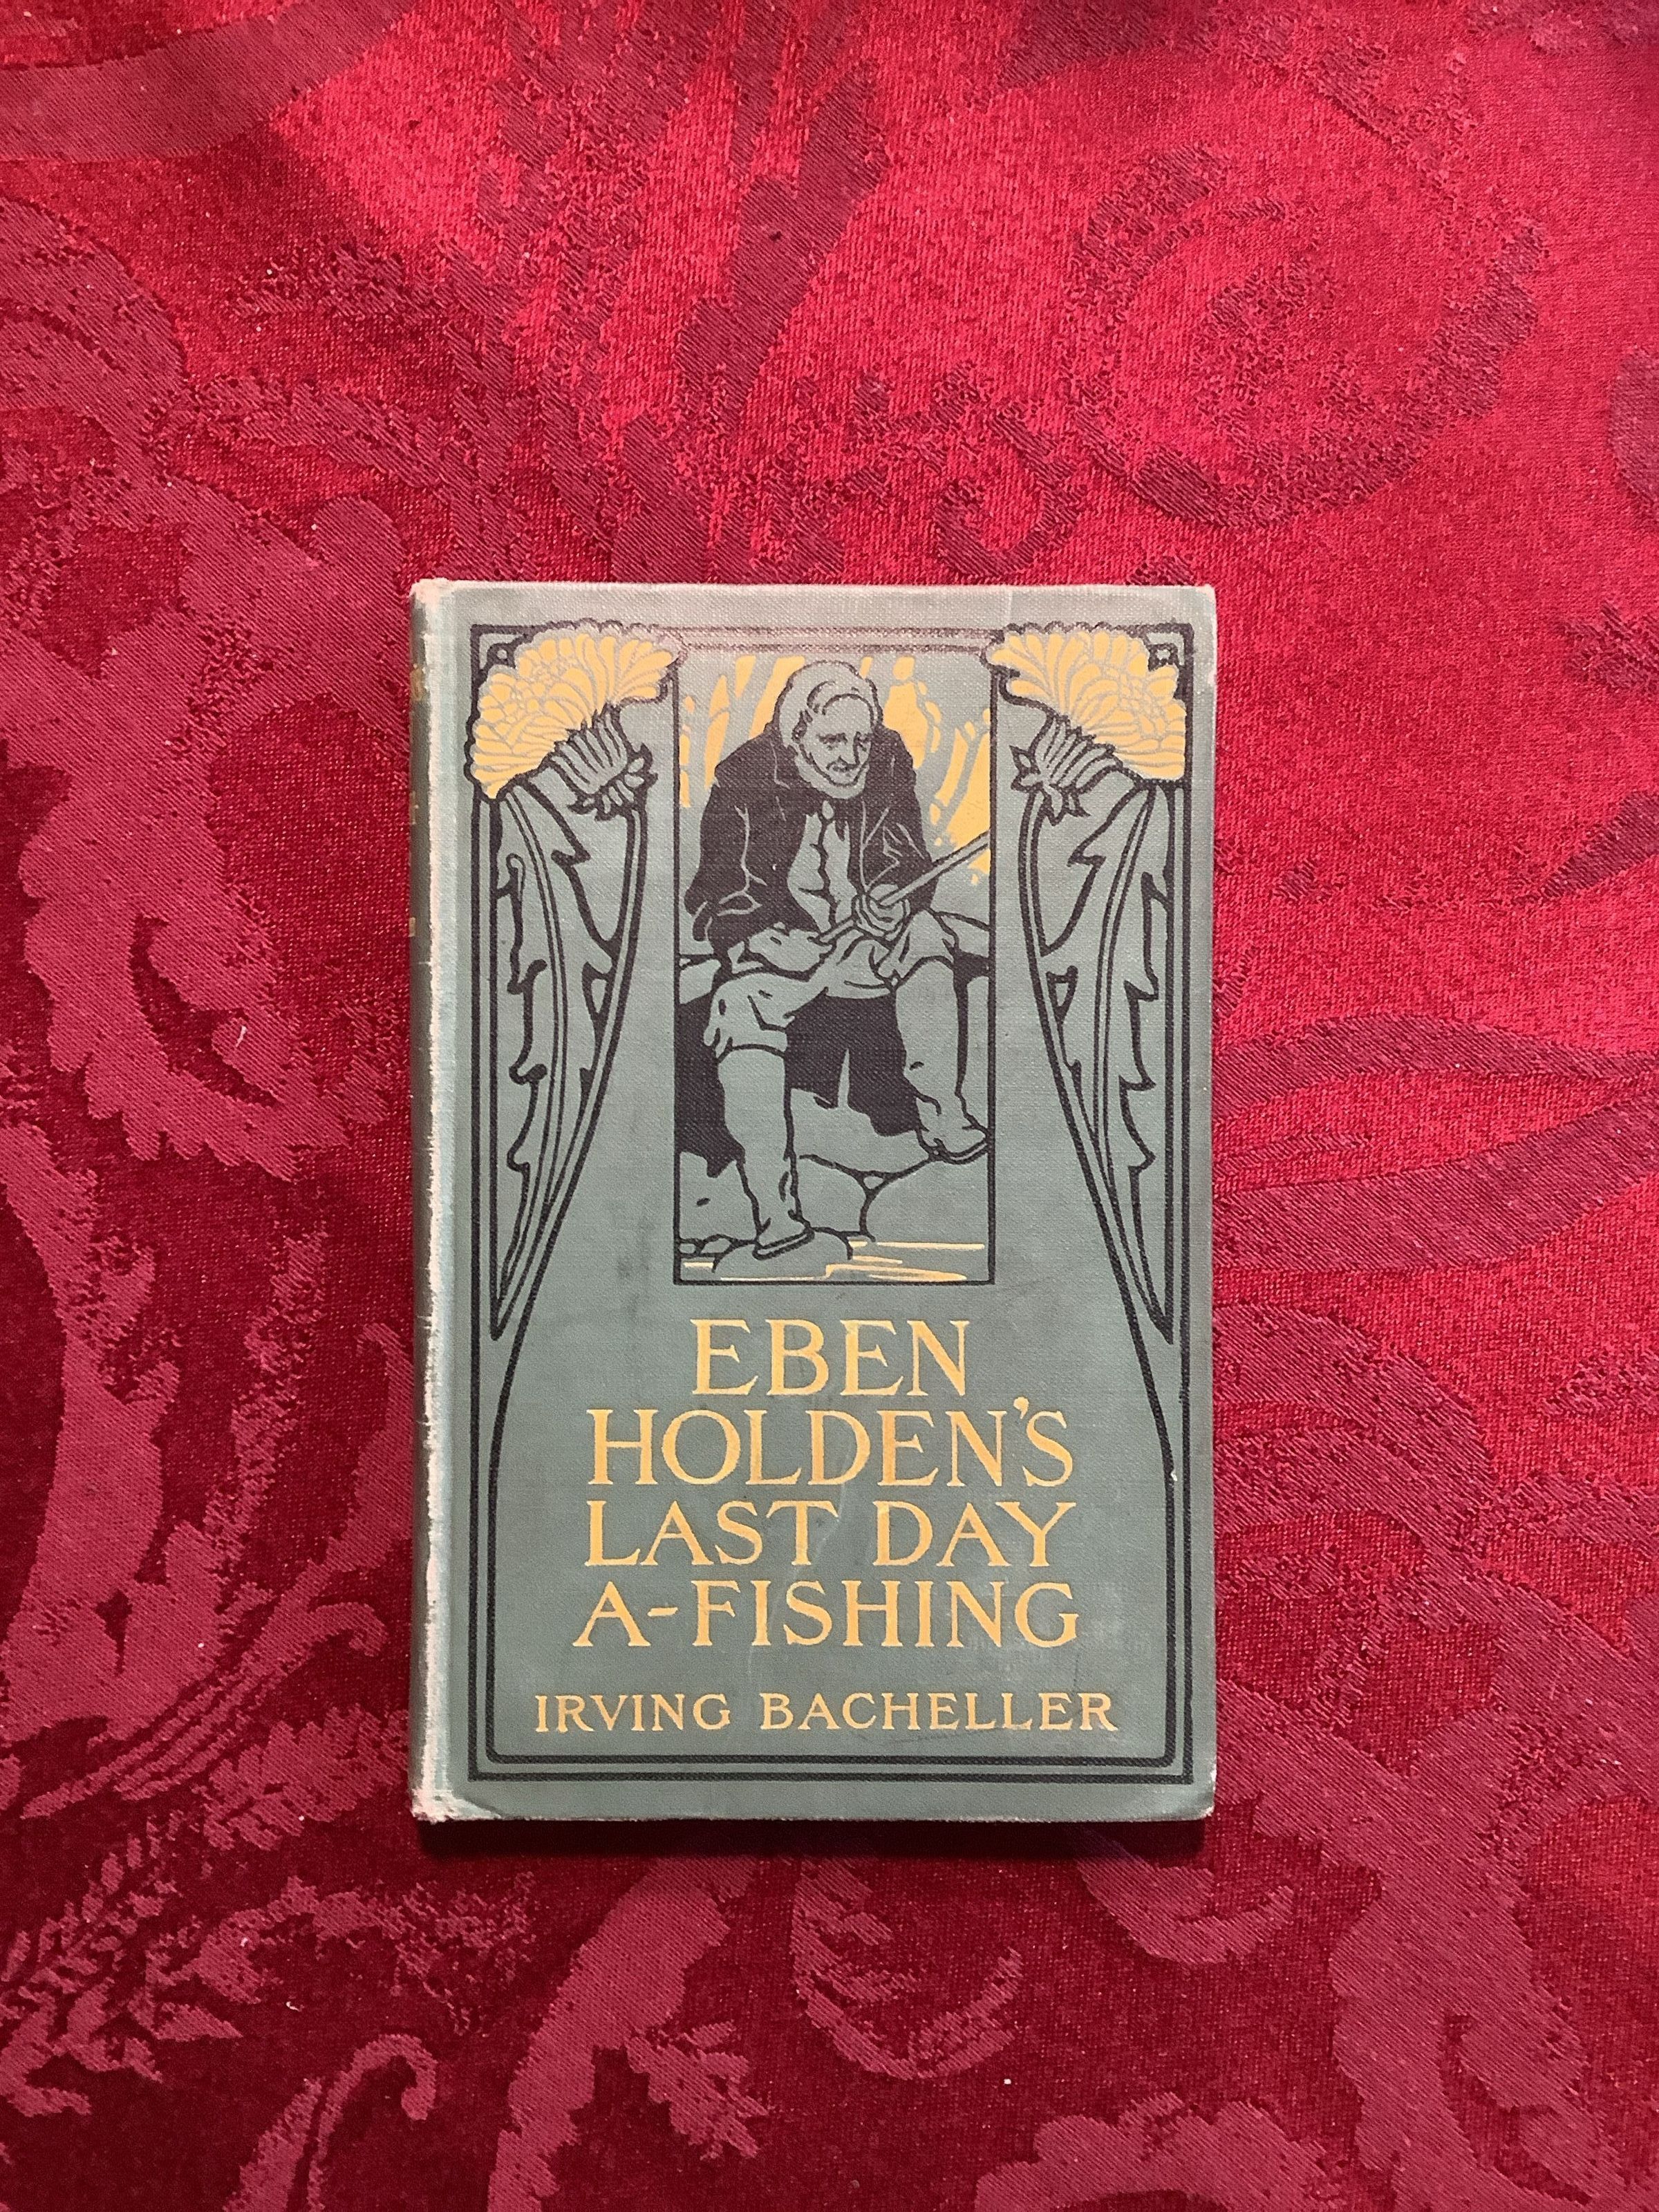 EBEN
HOLDEN'S
LAST DAY
A-FISHING
IRVING BACHELLER